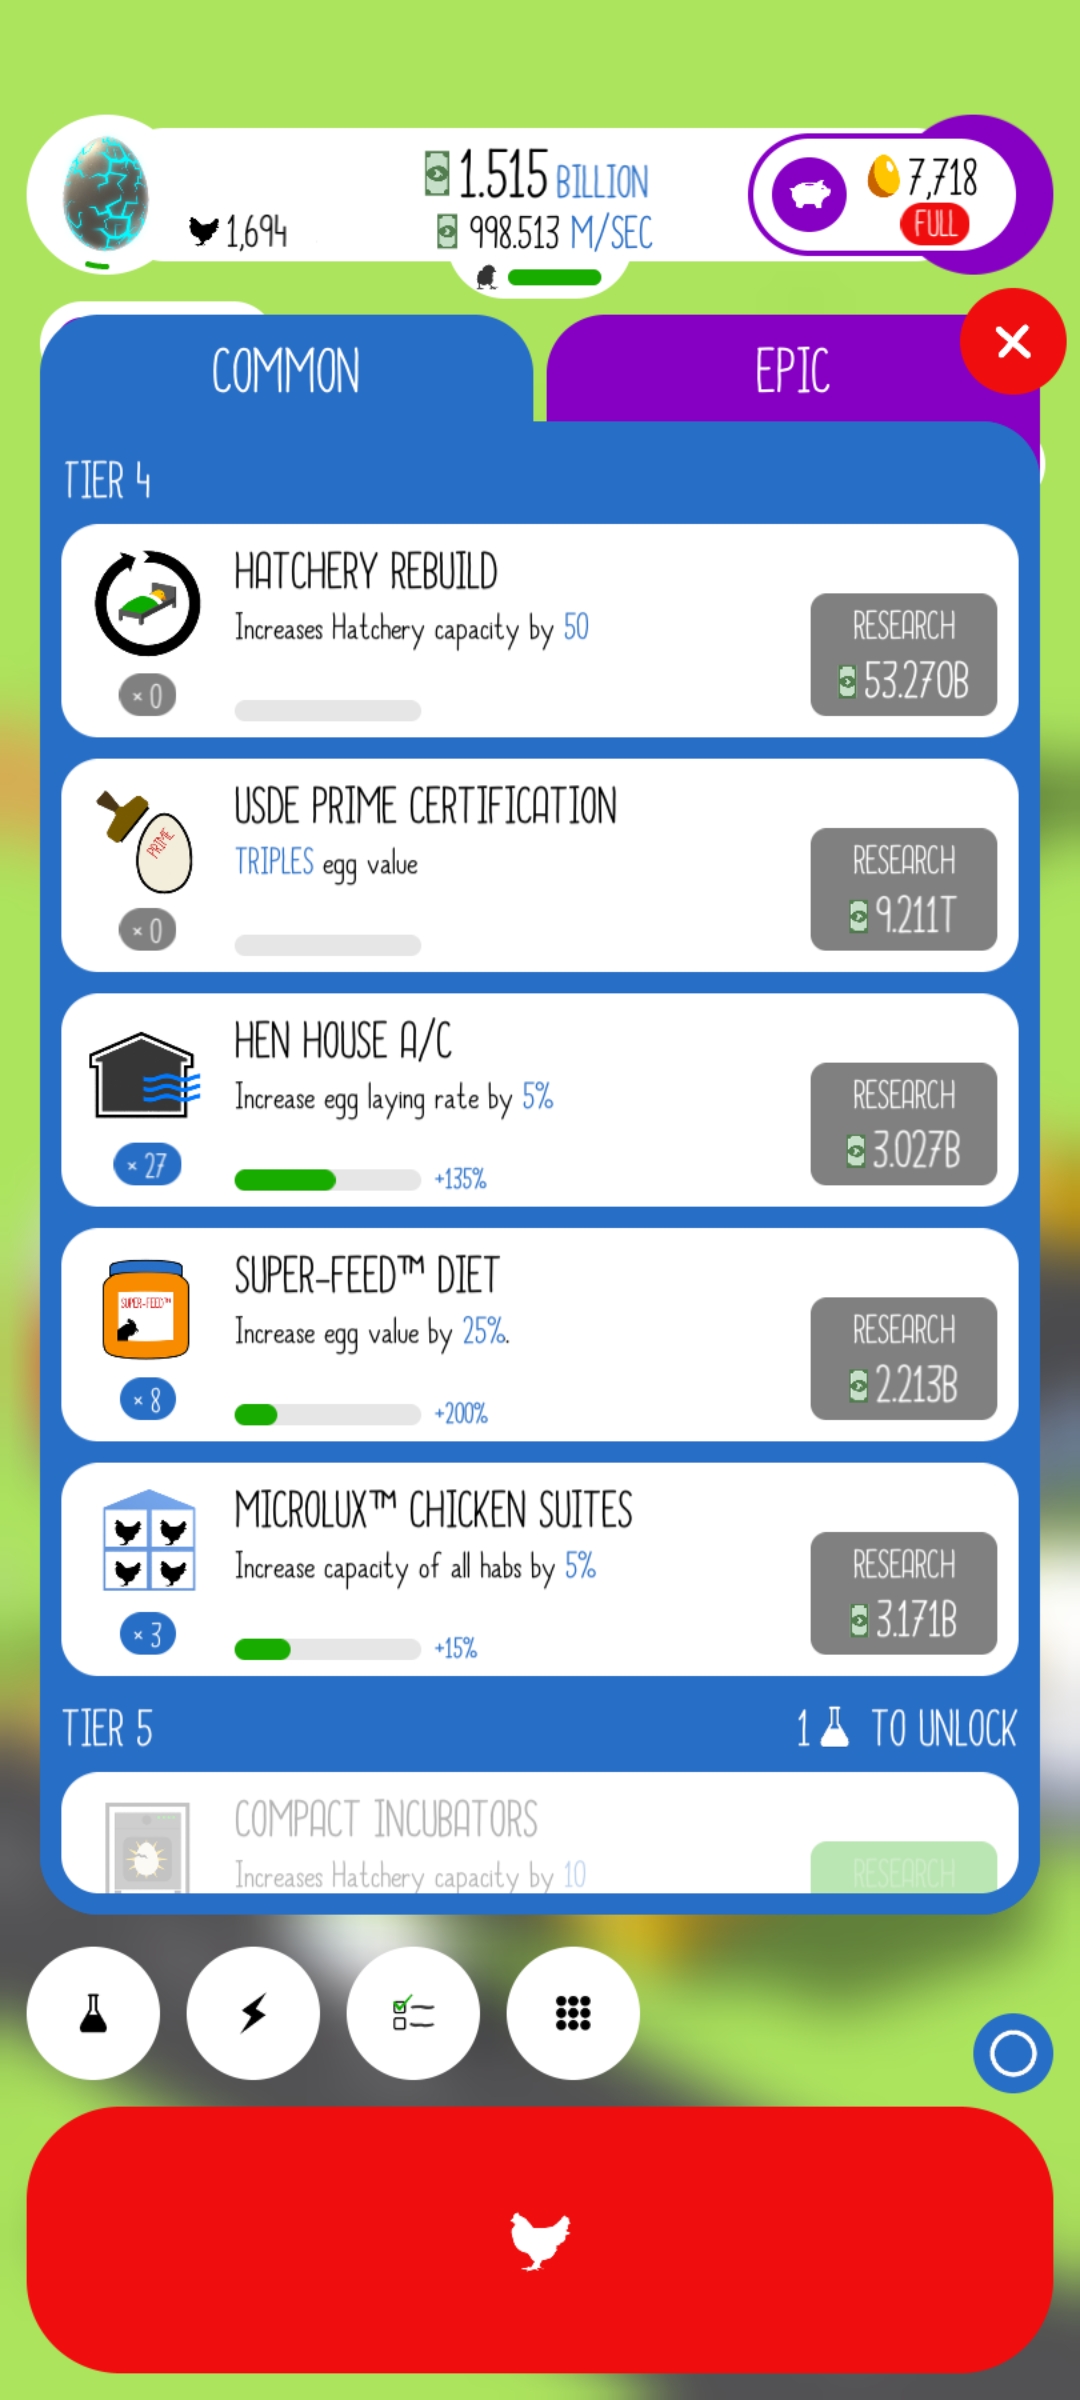 1.515 BILLION
7,718
1,694
998.513 M/SEC
FULL
COMMON
EPIC
TIER 4
HATCHERY REBUILD
Increases Hatchery capacity by 50
RESEARCH
53.270B
× 0
USDE PRIME CERTIFICATION
TRIPLES egg value
PRIME
RESEARCH
9.211T
× 0
HEN HOUSE A/C
Increase egg laying rate by 5%
RESEARCH
3.027B
× 27
+135%
SUPER-FEED™ DIET
SUPER-FEED™
Increase egg value by 25%.
RESEARCH
2.213B
× 8
+200%
MICROLUX™ CHICKEN SUITES
Increase capacity of all habs by 5%
RESEARCH
3.171B
× 3
+15%
TIER 5
1 TO UNLOCK
COMPACT INCUBATORS
Increases Hatchery capacity by 10
RESEARCH